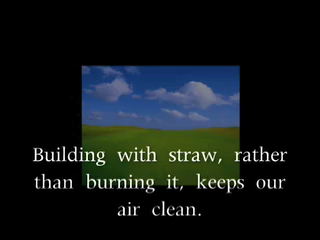 Building with straw, rather
than burning it, keeps our
air clean.